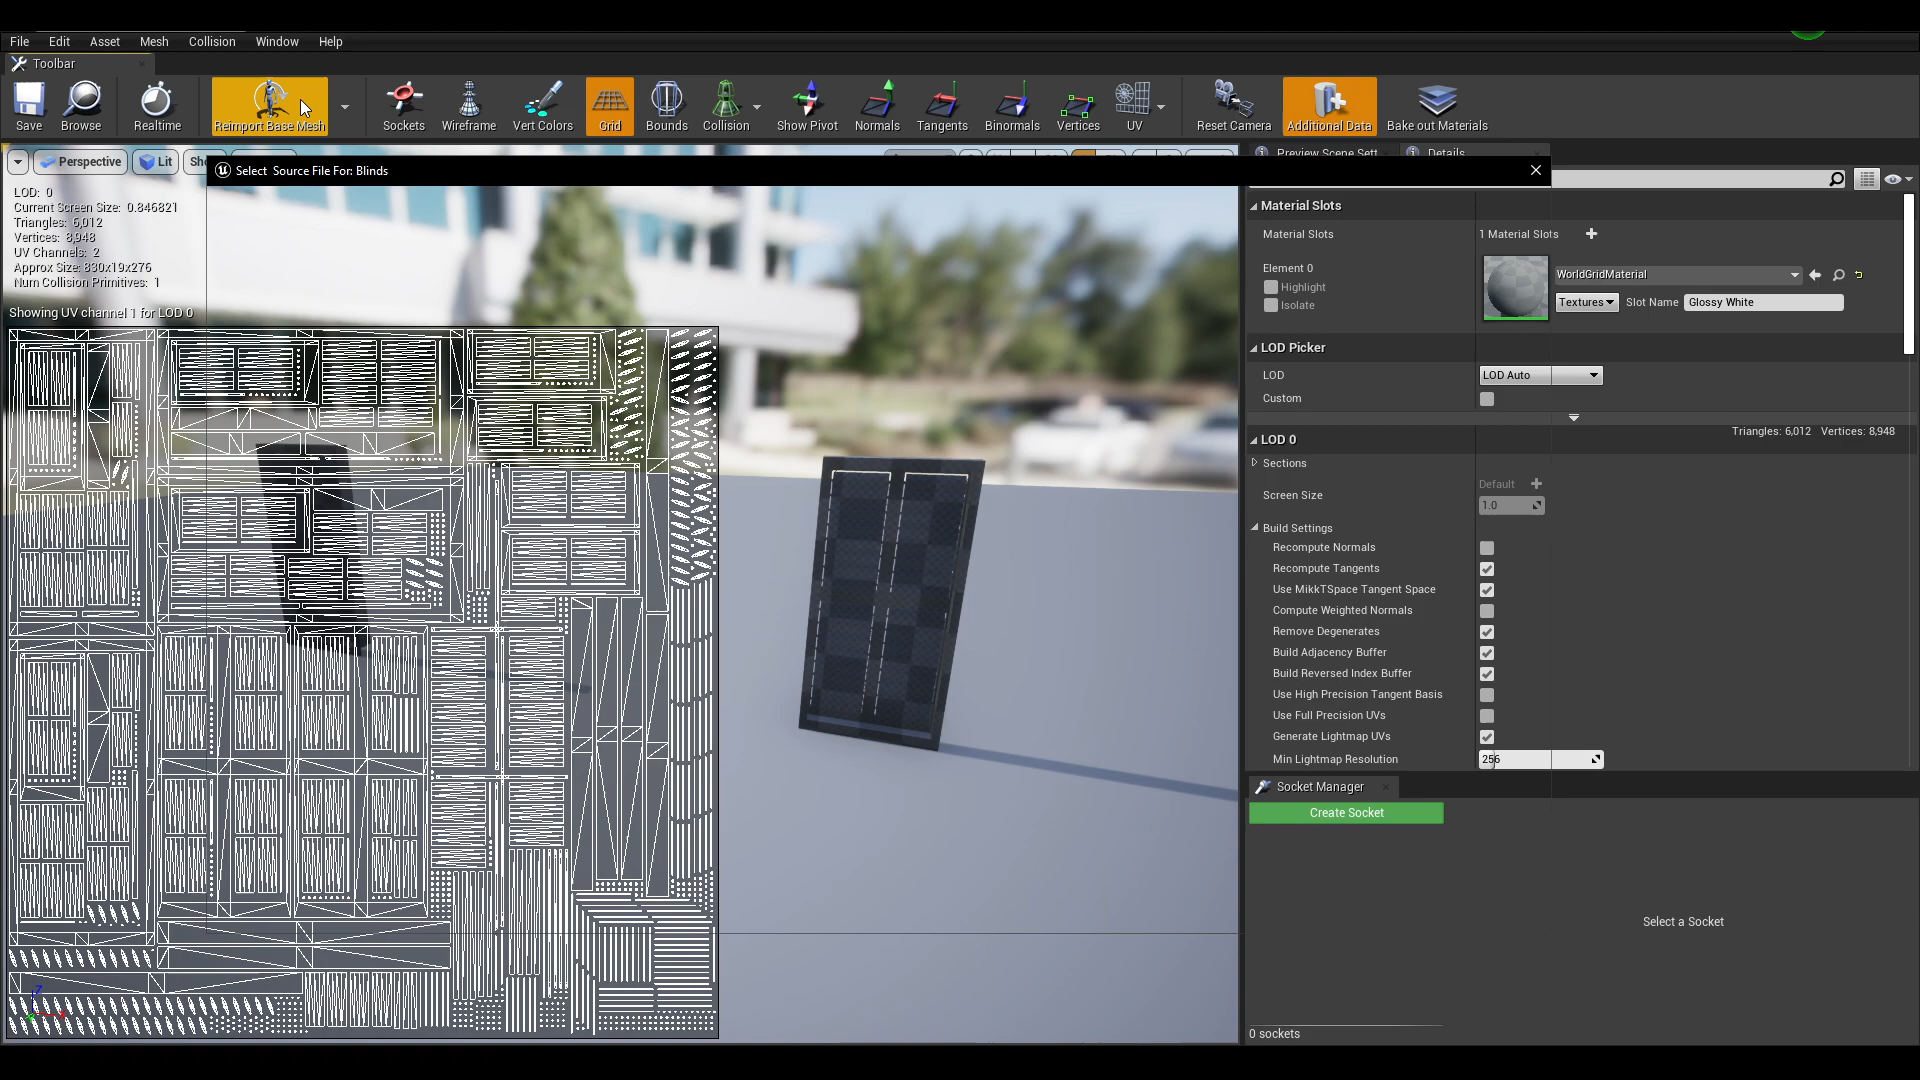 File Edit Asset Mesh Collision Window Help
Toolbar
Save Browse Realtime Reimport Base Mesh Sockets Wireframe Vert Colors Grid Bounds Collision Show Pivot Normals Tangents Binormals Vertices UV Reset Camera Additional Data Bake out Materials
Perspective Lit Sho
Preview Scene Sett Details
Select Source File For: Blinds
LOD: 0
Current Screen Size: 0.846821
Triangles: 6,012
Vertices: 8,948
UV Channels: 2
Approx Size: 830x19x276
Num Collision Primitives: 1
Showing UV channel 1 for LOD 0
Z
X
Material Slots
Material Slots 1 Material Slots
Element 0
Highlight
Isolate
WorldGridMaterial
Textures Slot Name Glossy White
LOD Picker
LOD LOD Auto
Custom
LOD 0
Triangles: 6,012 Vertices: 8,948
Sections
Screen Size Default
1.0
Build Settings
Recompute Normals
Recompute Tangents
Use MikkTSpace Tangent Space
Compute Weighted Normals
Remove Degenerates
Build Adjacency Buffer
Build Reversed Index Buffer
Use High Precision Tangent Basis
Use Full Precision UVs
Generate Lightmap UVs
Min Lightmap Resolution 256
Socket Manager
Create Socket
Select a Socket
0 sockets